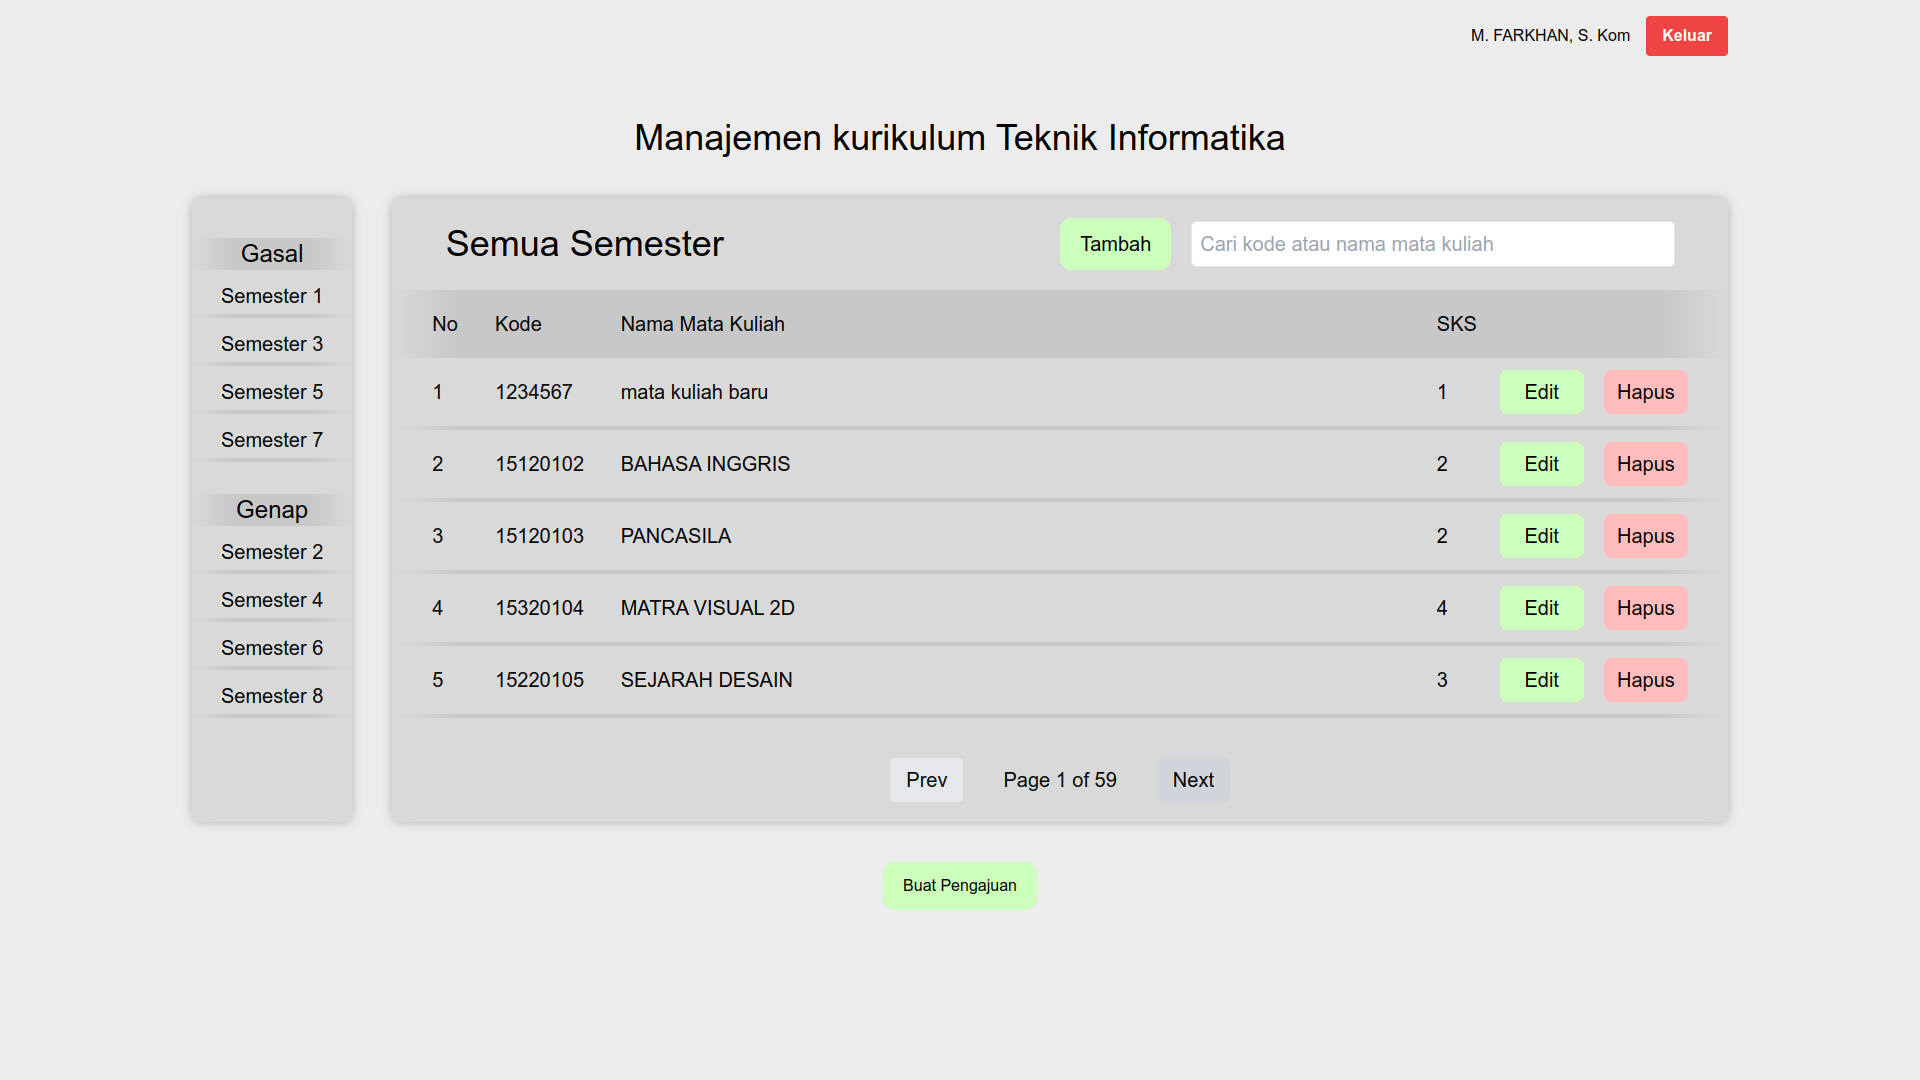 M. FARKHAN, S. Kom Keluar
Manajemen kurikulum Teknik Informatika
Gasal
Semester 1
Semester 3
Semester 5
Semester 7
Genap
Semester 2
Semester 4
Semester 6
Semester 8
Semua Semester Tambah Cari kode atau nama mata kuliah
No Kode Nama Mata Kuliah SKS
1 1234567 mata kuliah baru 1 Edit Hapus
2 15120102 BAHASA INGGRIS 2 Edit Hapus
3 15120103 PANCASILA 2 Edit Hapus
4 15320104 MATRA VISUAL 2D 4 Edit Hapus
5 15220105 SEJARAH DESAIN 3 Edit Hapus
Prev Page 1 of 59 Next
Buat Pengajuan